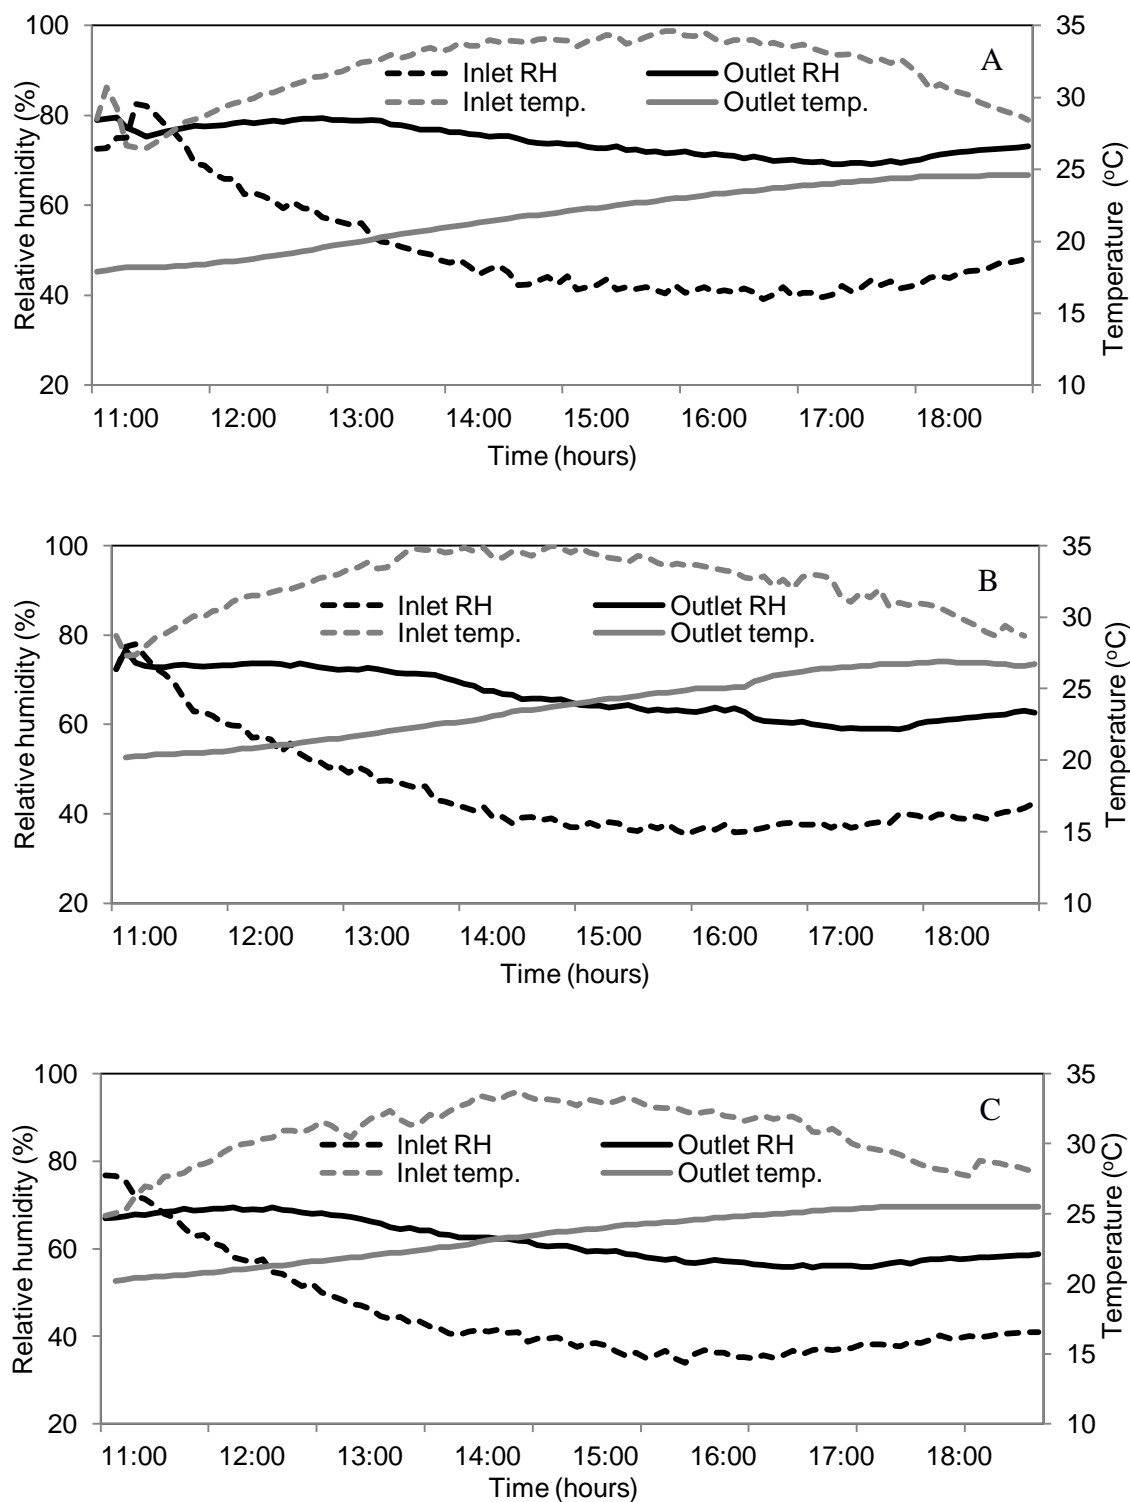 100 35
A
Inlet RH Outlet RH
Inlet temp. Outlet temp.
80 30
60 25
20
40 15
20 10
Relative humidity (%)
Temperature (ºC)
11:00 12:00 13:00 14:00 15:00 16:00 17:00 18:00
Time (hours)
100 35
B
Inlet RH Outlet RH
Inlet temp. Outlet temp.
80 30
60 25
20
40 15
20 10
Relative humidity (%)
Temperature (ºC)
11:00 12:00 13:00 14:00 15:00 16:00 17:00 18:00
Time (hours)
100 35
C
Inlet RH Outlet RH
Inlet temp. Outlet temp.
80 30
60 25
20
40 15
20 10
Relative humidity (%)
Temperature (ºC)
11:00 12:00 13:00 14:00 15:00 16:00 17:00 18:00
Time (hours)